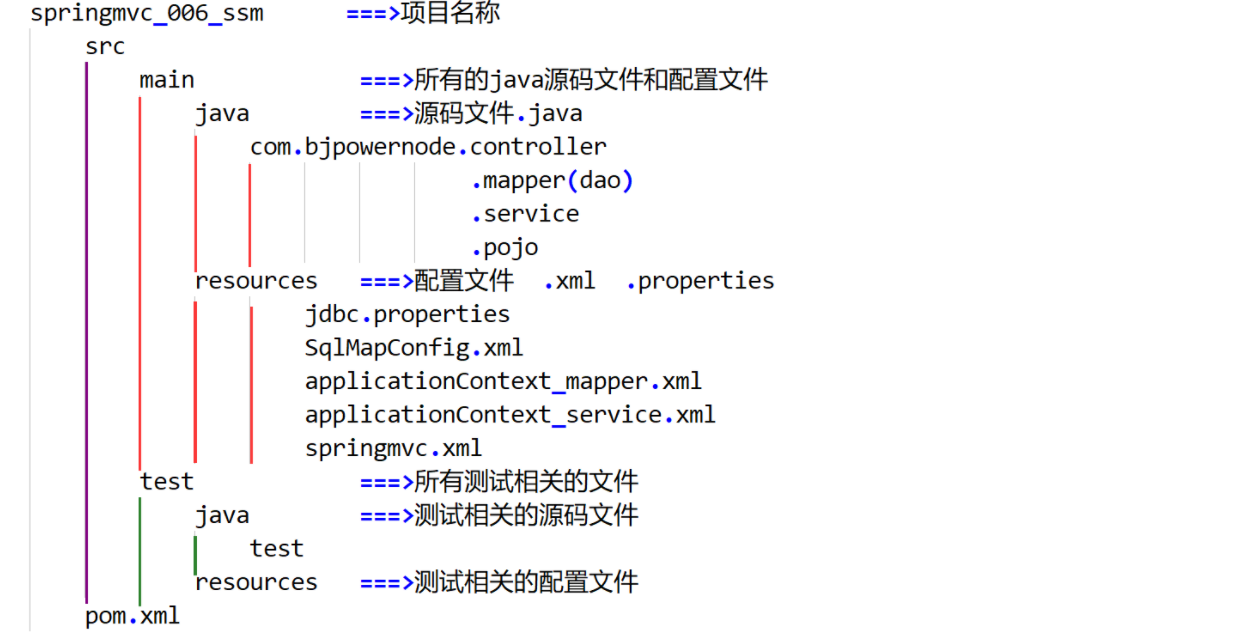 springmvc_006_ssm ===>项目名称
src
main ===>所有的java源码文件和配置文件
java ===>源码文件.java
com.bjpowernode.controller
.mapper(dao)
.service
.pojo
resources ===>配置文件 .xml .properties
jdbc.properties
SqlMapConfig.xml
applicationContext_mapper.xml
applicationContext_service.xml
springmvc.xml
test ===>所有测试相关的文件
java ===>测试相关的源码文件
test
resources ===>测试相关的配置文件
pom.xml